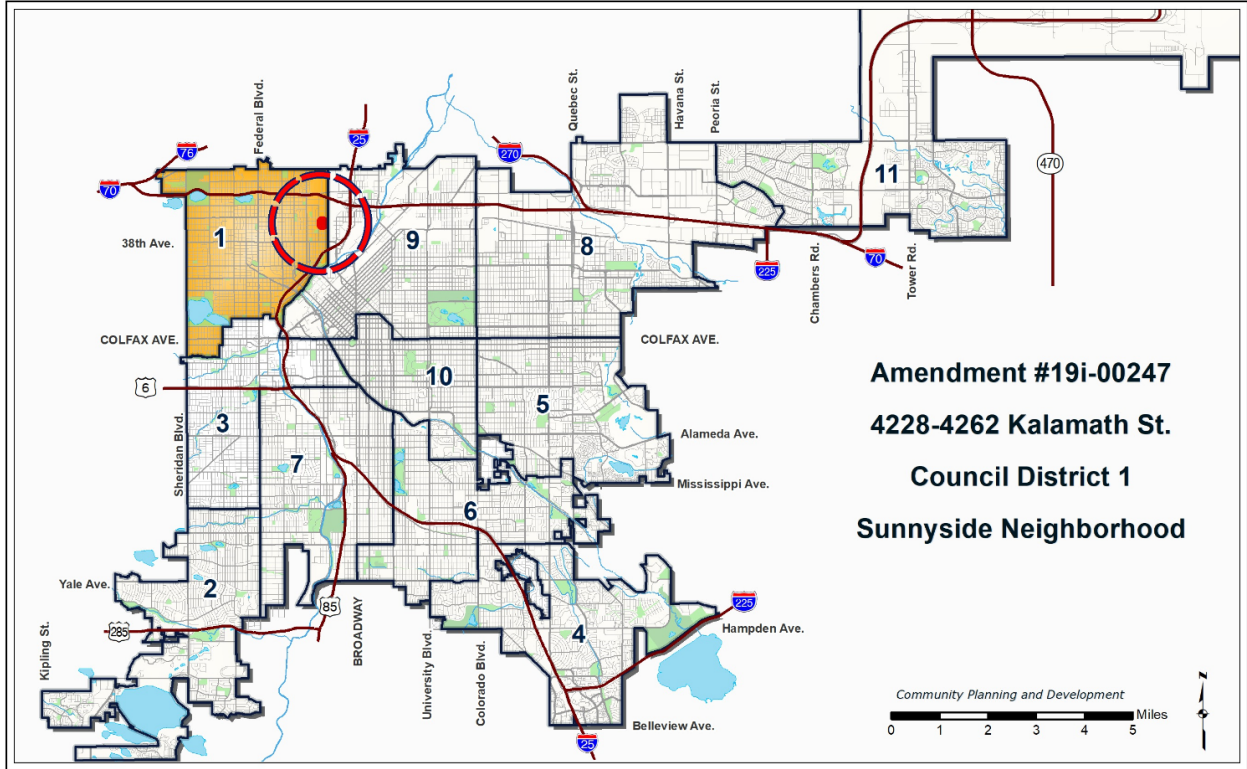 Federal Blvd.
Quebec St.
Havana St.
Peoria St.
76
25
270
70
470
11
1
38th Ave.
9
8
225
70
Chambers Rd.
Tower Rd.
COLFAX AVE.
COLFAX AVE.
10
6
5
3
Sheridan Blvd.
Alameda Ave.
7
Mississippi Ave.
6
Amendment #19i-00247
4228-4262 Kalamath St.
Council District 1
Sunnyside Neighborhood
Yale Ave.
2
85
BROADWAY
225
285
4
Hampden Ave.
Kipling St.
University Blvd.
Colorado Blvd.
25
Belleview Ave.
Community Planning and Development
N
Miles
0 1 2 3 4 5